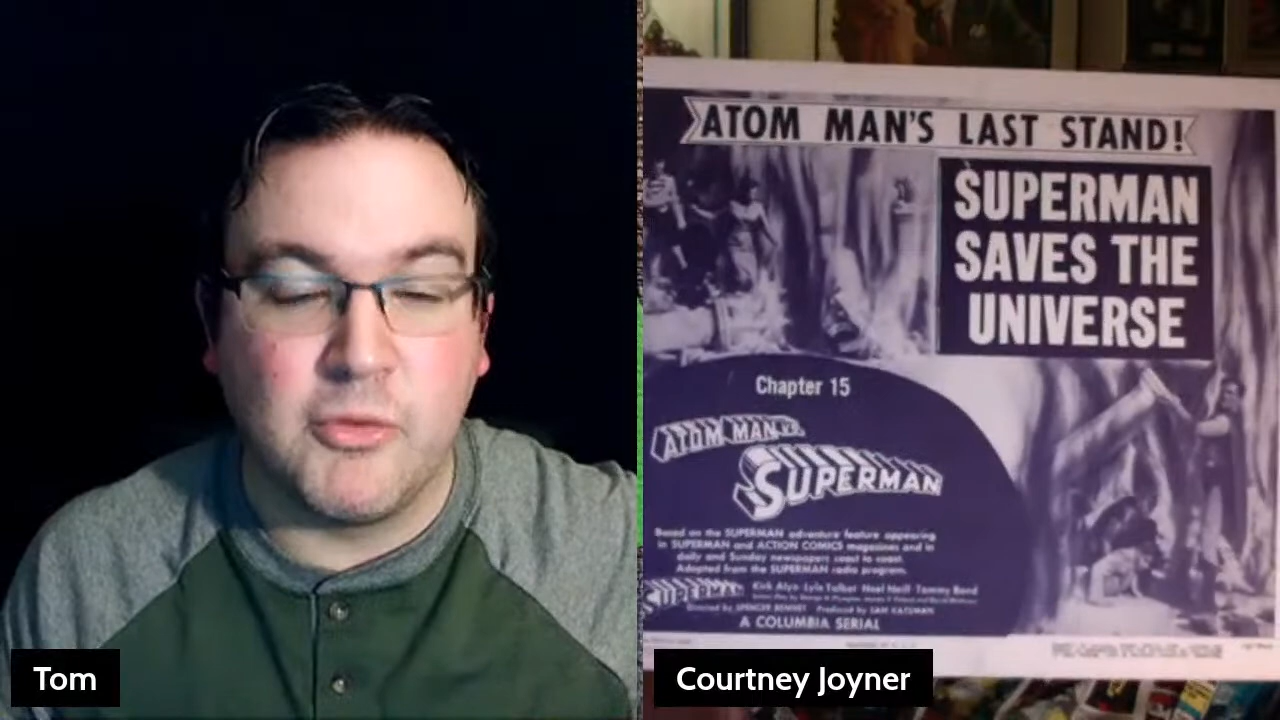 ATOM MAN'S LAST STAND!
SUPERMAN
SAVES THE
UNIVERSE
Chapter 15
ATOM MAN VS.
SUPERMAN
Based on the SUPERMAN adventure feature appearing
in SUPERMAN and ACTION COMICS magazines and in
daily and Sunday newspapers coast to coast.
Adapted from the SUPERMAN radio program.
SUPERMAN
Kirk Alyn Lyle Talbot Noel Neill Tommy Bond
Directed by SPENCER BENNET Produced by SAM KATZMAN
A COLUMBIA SERIAL
Tom
Courtney Joyner